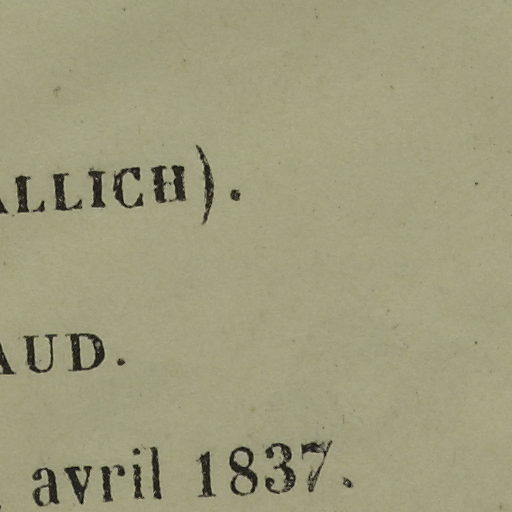 ALLICH).
AUD.
, avril 1837.